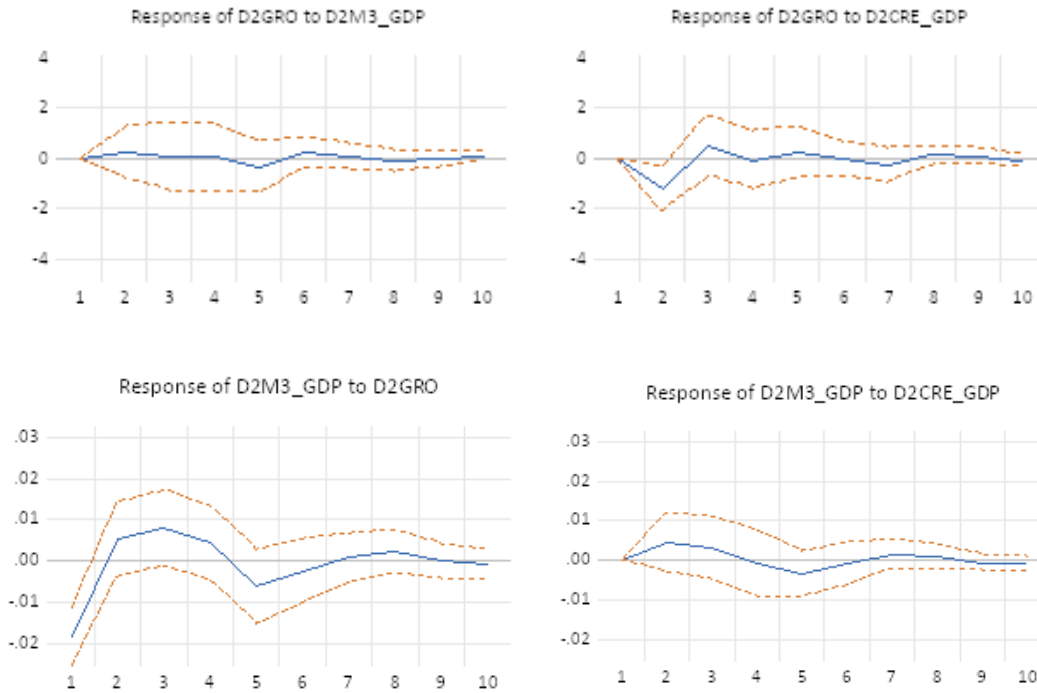 Response of D2GRO to D2M3_GDP
4
2
0
-2
-4
1 2 3 4 5 6 7 8 9 10
Response of D2GRO to D2CRE_GDP
4
2
0
-2
-4
1 2 3 4 5 6 7 8 9 10
Response of D2M3_GDP to D2GRO
.03
.02
.01
.00
-.01
-.02
1 2 3 4 5 6 7 8 9 10
Response of D2M3_GDP to D2CRE_GDP
.03
.02
.01
.00
-.01
-.02
1 2 3 4 5 6 7 8 9 10